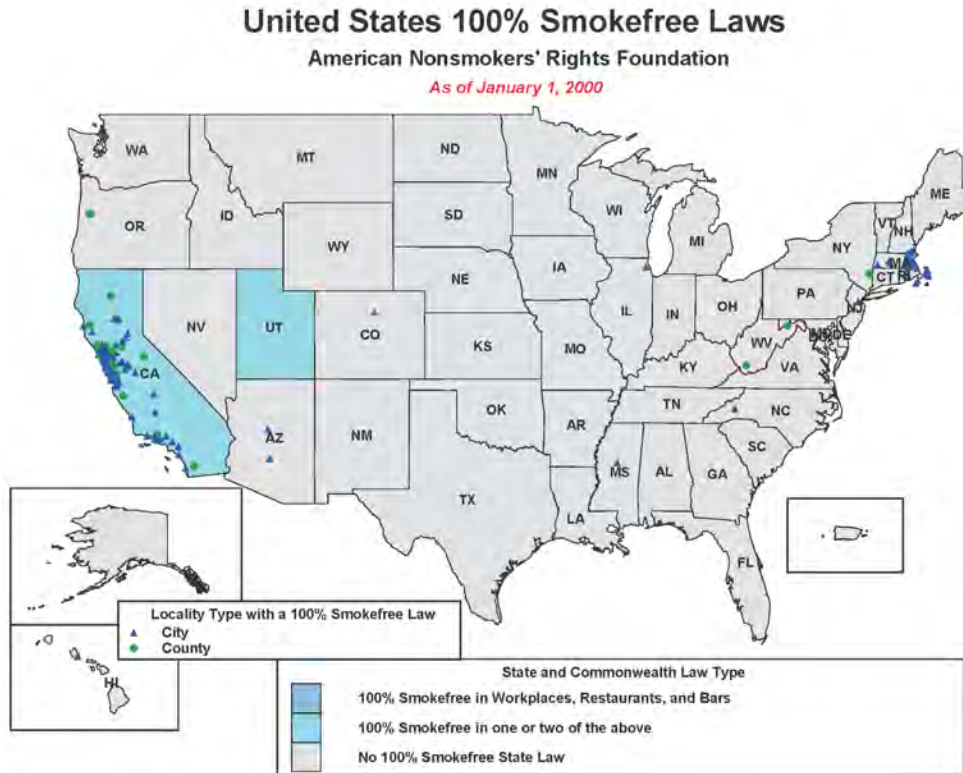 United States 100% Smokefree Laws
American Nonsmokers' Rights Foundation
As of January 1, 2000
WA
MT
ND
MN
ME
OR
ID
SD
WI
MI
VT
NH
NY
WY
MA
RI
CT
IA
NE
PA
NJ
NV
UT
CO
IL
IN
OH
DE
WV
VA
CA
KS
MO
KY
AZ
NM
OK
AR
TN
NC
SC
MS
AL
GA
TX
LA
FL
Locality Type with a 100% Smokefree Law
City
County
HI
State and Commonwealth Law Type
100% Smokefree in Workplaces, Restaurants, and Bars
100% Smokefree in one or two of the above
No 100% Smokefree State Law